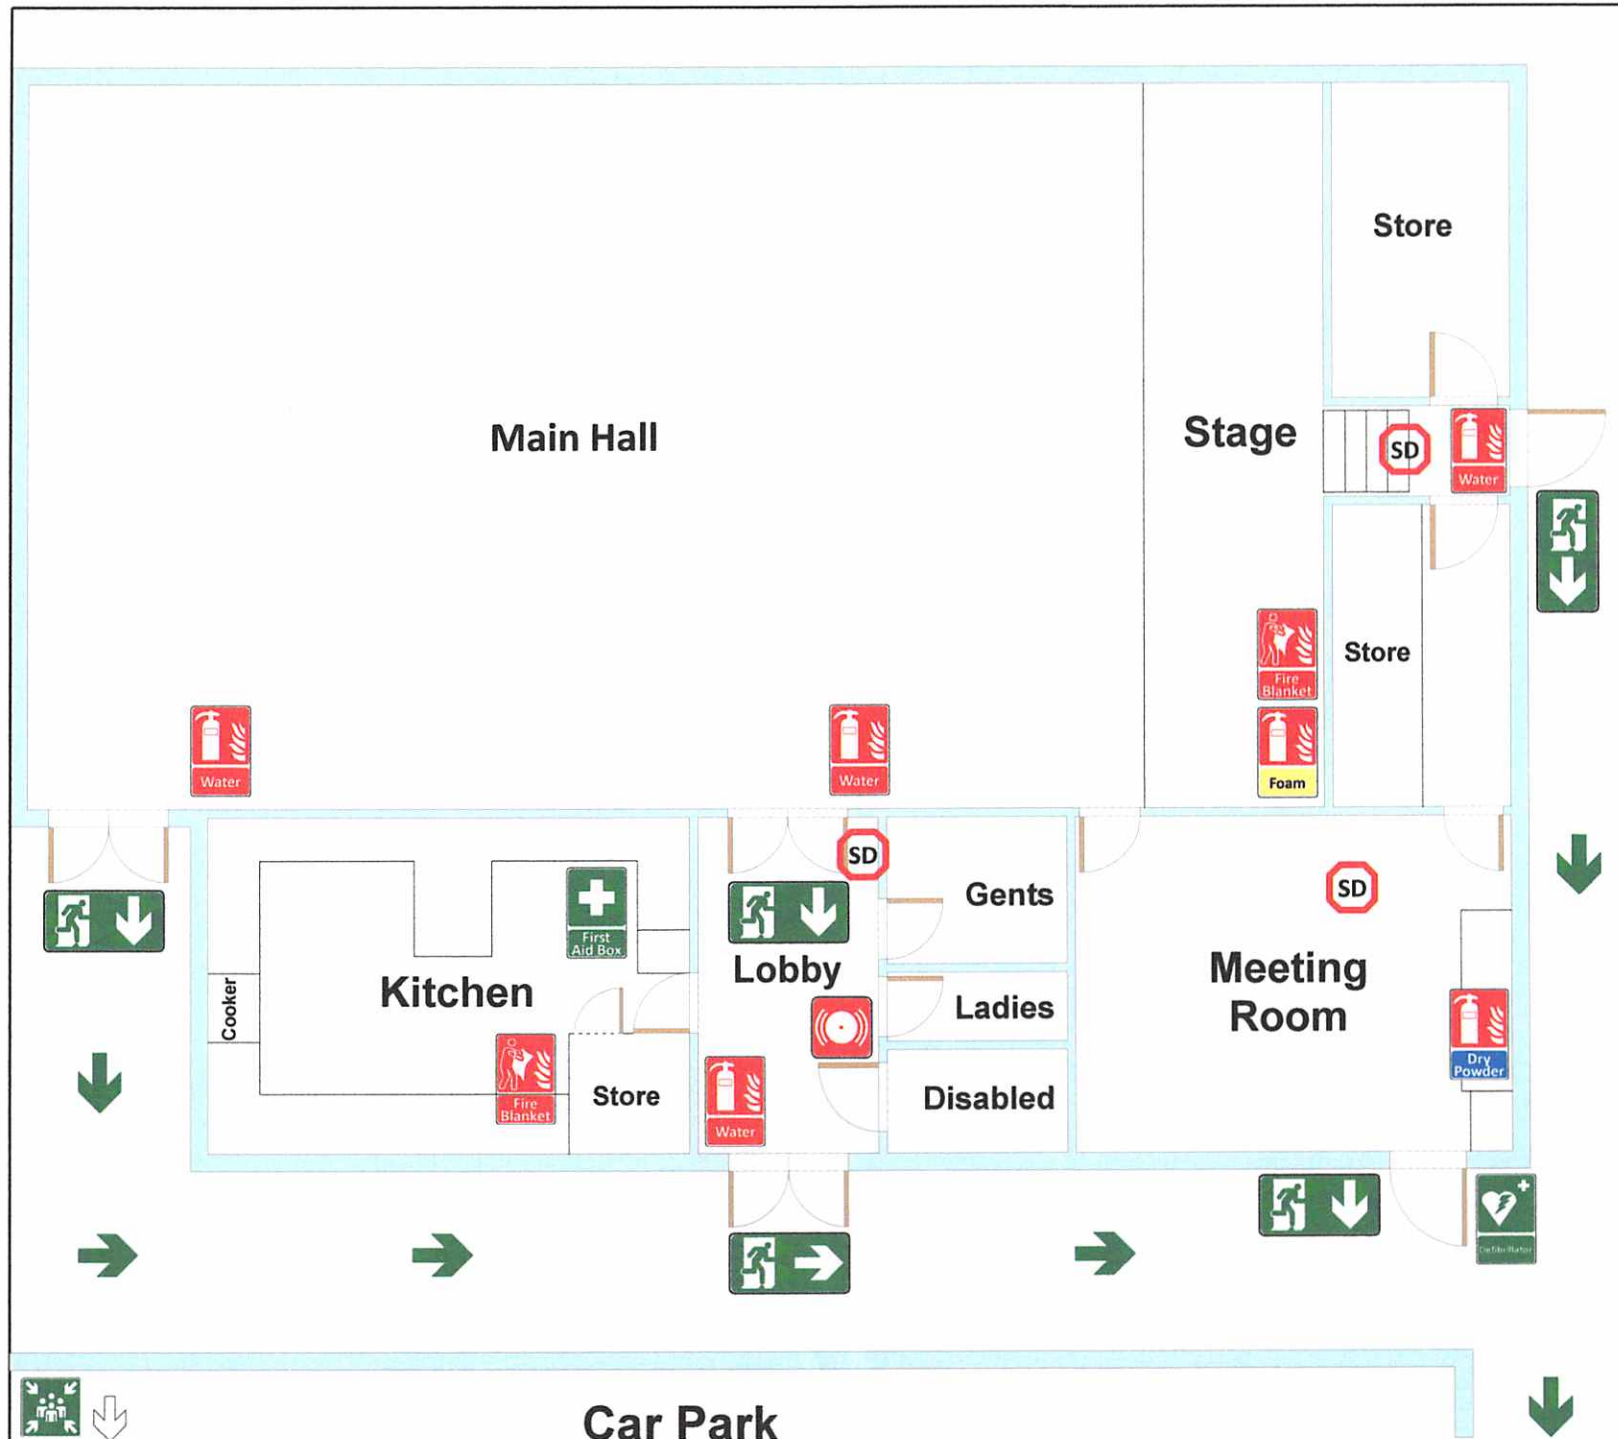 Store
Main Hall
Stage
SD
Water
Store
Fire
Blanket
Foam
Water
Water
SD
SD
First
Aid Box
Gents
Lobby
Kitchen
Cooker
Ladies
Meeting
Room
Dry
Powder
Fire
Blanket
Store
Water
Disabled
Defibrillator
Car Park